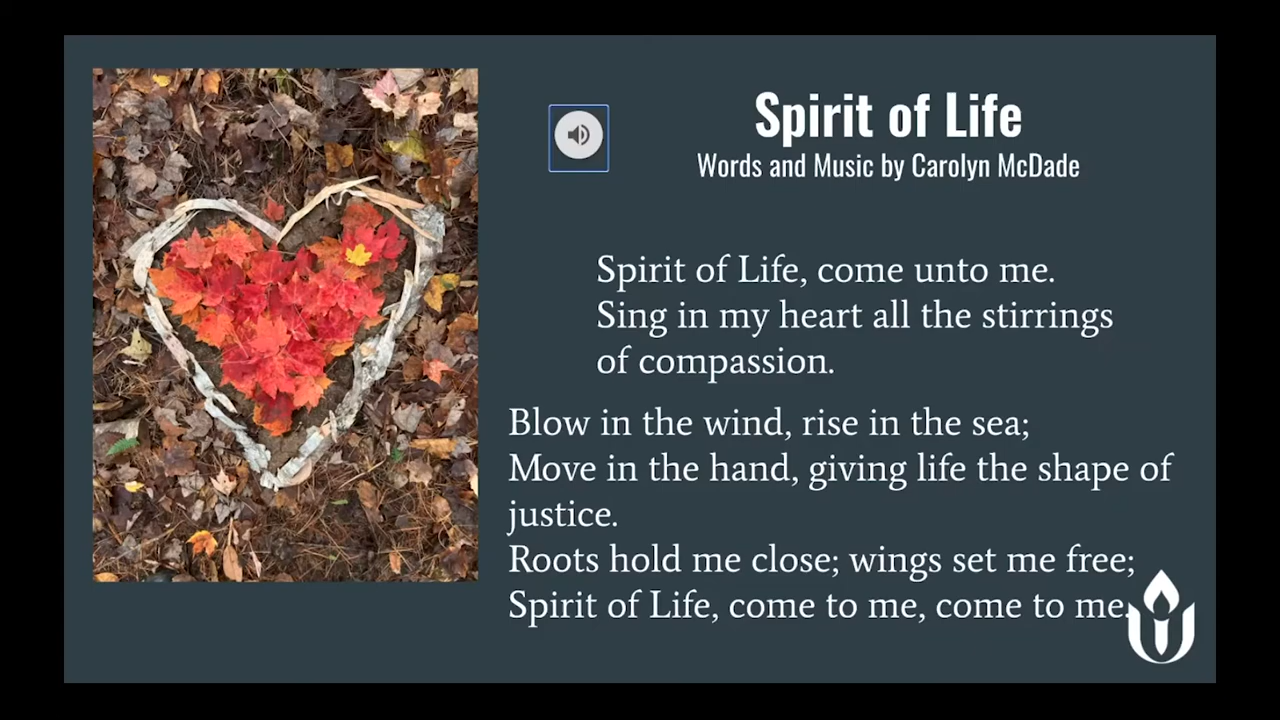 Spirit of Life
Words and Music by Carolyn McDade
Spirit of Life, come unto me.
Sing in my heart all the stirrings
of compassion.
Blow in the wind, rise in the sea;
Move in the hand, giving life the shape of
justice.
Roots hold me close; wings set me free;
Spirit of Life, come to me, come to me.